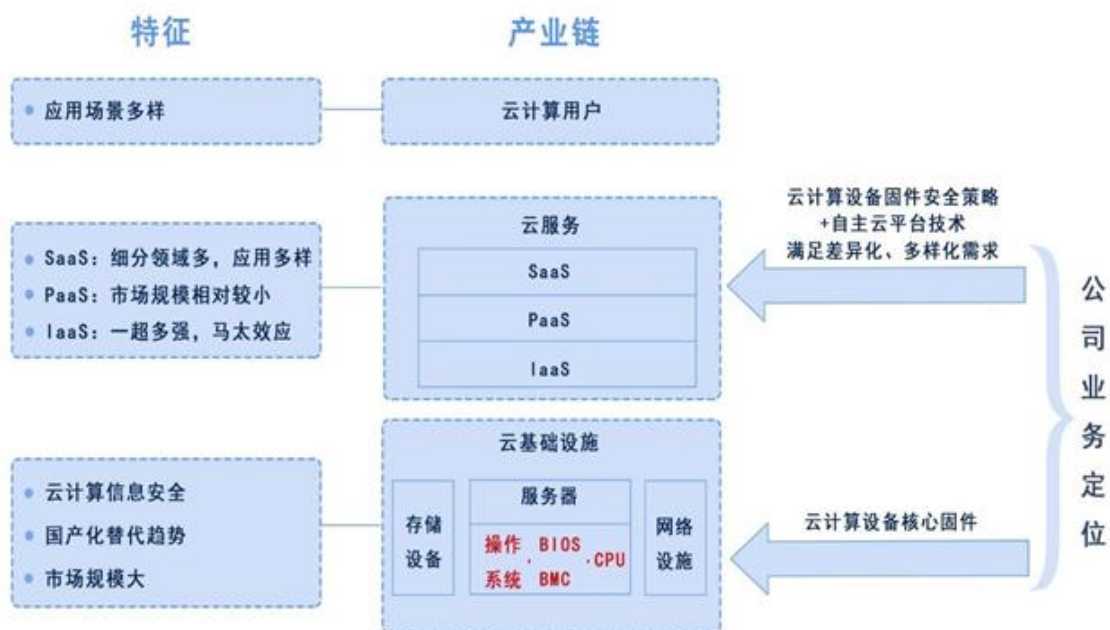 特征
产业链
应用场景多样
云计算用户
SaaS: 细分领域多, 应用多样
PaaS: 市场规模相对较小
IaaS: 一超多强, 马太效应
云服务
SaaS
PaaS
IaaS
云计算设备固件安全策略
+自主云平台技术
满足差异化、多样化需求
云计算信息安全
国产化替代趋势
市场规模大
云基础设施
存储
设备
服务器
操作 BIOS
系统 · BMC ·CPU
网络
设施
云计算设备核心固件
公
司
业
务
定
位